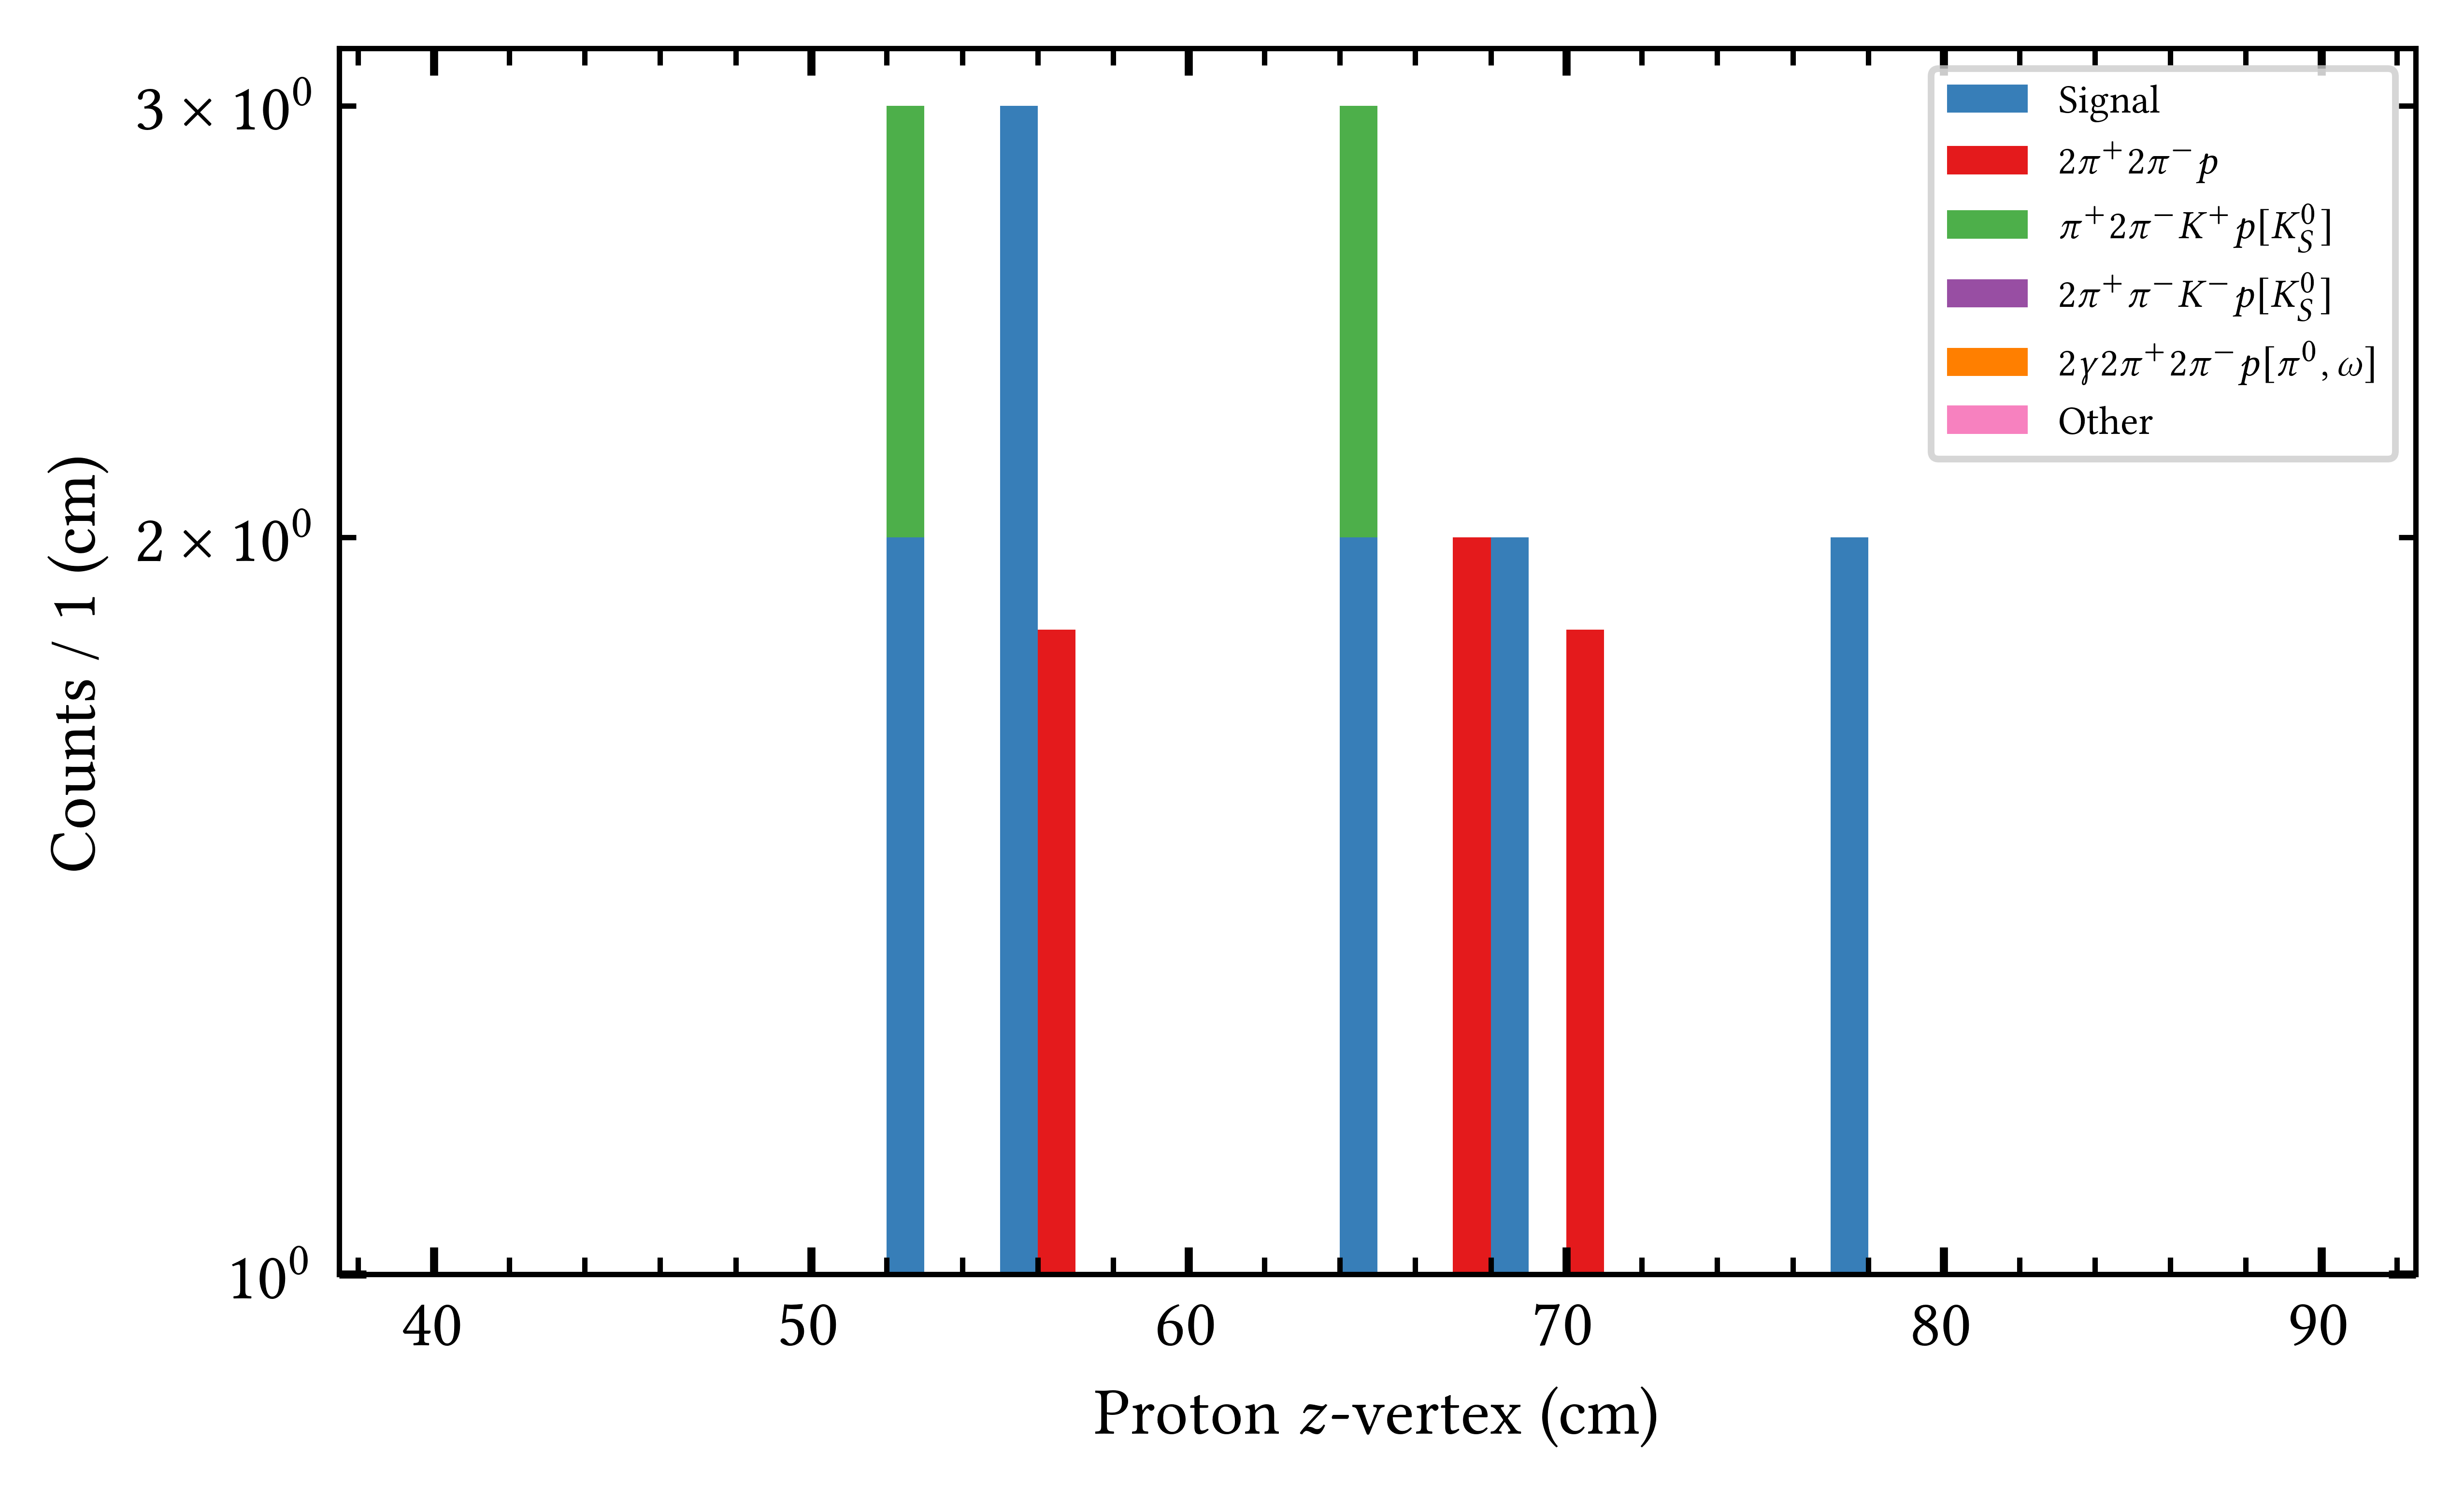 3 × 10⁰
2 × 10⁰
10⁰
Counts / 1 (cm)
40 50 60 70 80 90
Proton z-vertex (cm)
Signal
2π⁺2π⁻p
π⁺2π⁻K⁺p[K⁰_S]
2π⁺π⁻K⁻p[K⁰_S]
2γ2π⁺2π⁻p[π⁰, ω]
Other